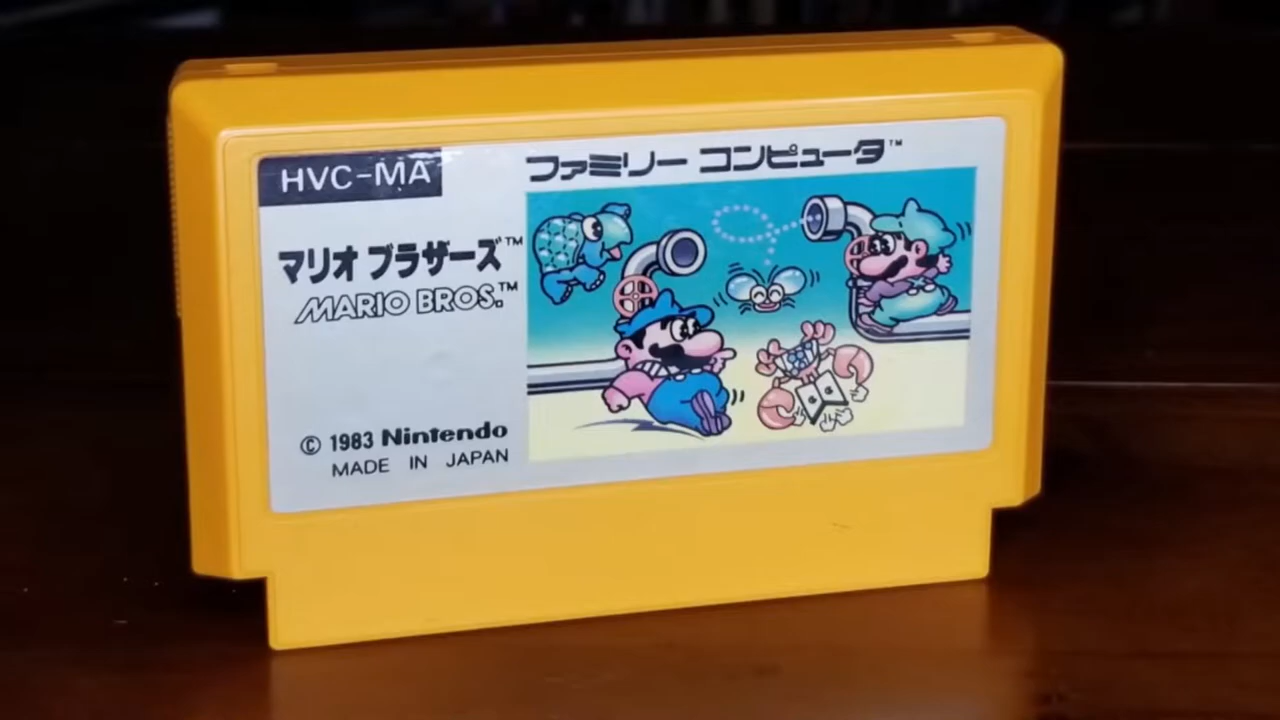 HVC-MA
ファミリー コンピュータ™
マリオ ブラザーズ™
MARIO BROS.™
© 1983 Nintendo
MADE IN JAPAN